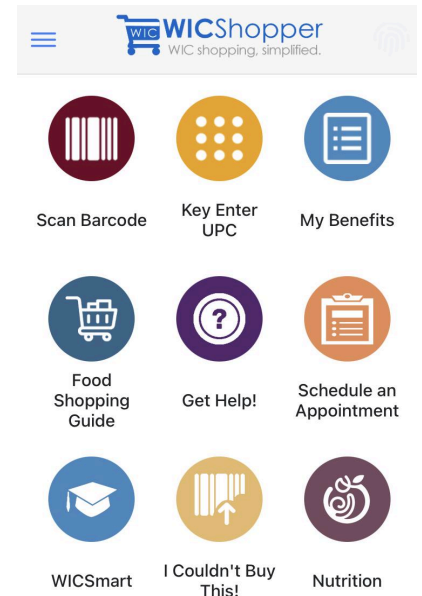 WIC WICShopper
WIC shopping, simplified.
Scan Barcode
Key Enter
UPC
My Benefits
Food
Shopping
Guide
?
Get Help!
Schedule an
Appointment
WICSmart
I Couldn't Buy
This!
Nutrition